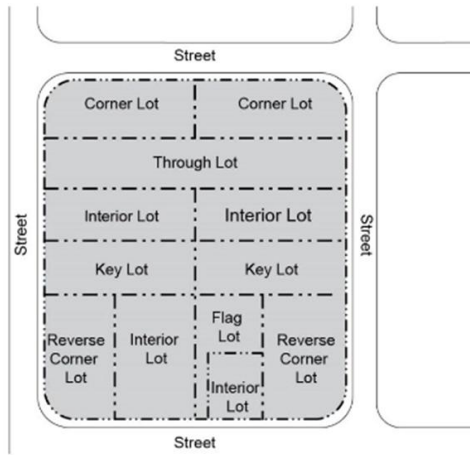 Street
Corner Lot
Corner Lot
Through Lot
Interior Lot
Interior Lot
Street
Street
Key Lot
Key Lot
Reverse
Corner
Lot
Interior
Lot
Flag
Lot
Interior
Lot
Reverse
Corner
Lot
Street